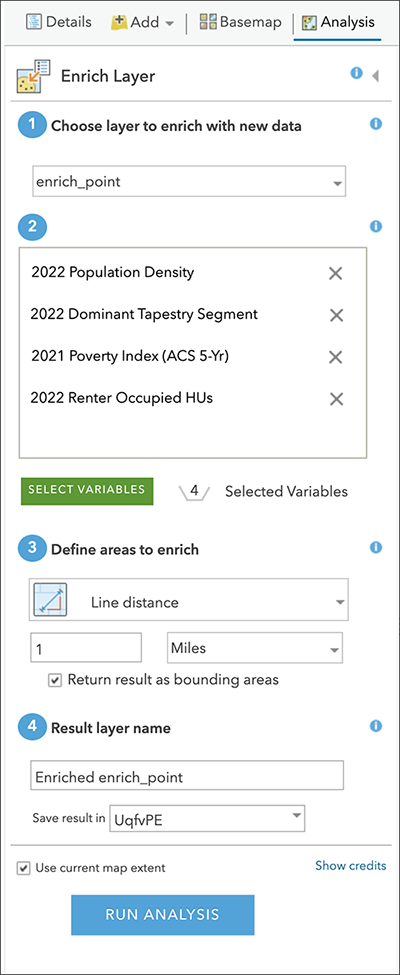 Details Add Basemap Analysis
Enrich Layer
1 Choose layer to enrich with new data
enrich_point
2
2022 Population Density
2022 Dominant Tapestry Segment
2021 Poverty Index (ACS 5-Yr)
2022 Renter Occupied HUs
SELECT VARIABLES 4 Selected Variables
3 Define areas to enrich
Line distance
1 Miles
Return result as bounding areas
4 Result layer name
Enriched enrich_point
Save result in UqfvPE
Use current map extent Show credits
RUN ANALYSIS